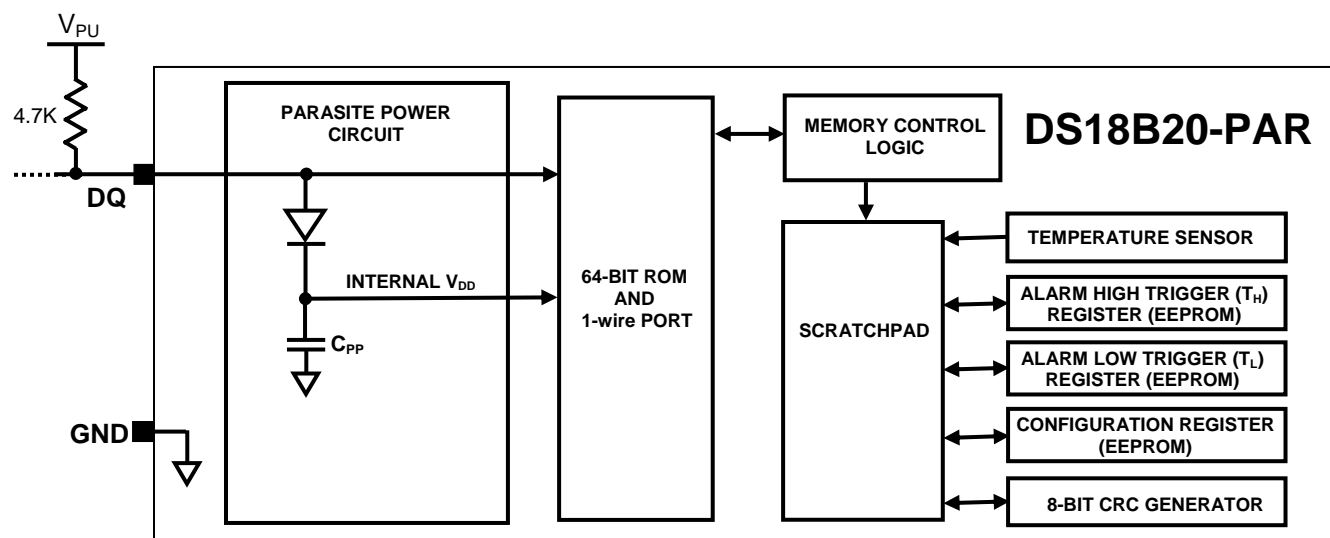 V_PU
4.7K
DQ
GND
PARASITE POWER
CIRCUIT
INTERNAL V_DD
C_PP
64-BIT ROM
AND
1-wire PORT
MEMORY CONTROL
LOGIC
DS18B20-PAR
SCRATCHPAD
TEMPERATURE SENSOR
ALARM HIGH TRIGGER (T_H)
REGISTER (EEPROM)
ALARM LOW TRIGGER (T_L)
REGISTER (EEPROM)
CONFIGURATION REGISTER
(EEPROM)
8-BIT CRC GENERATOR